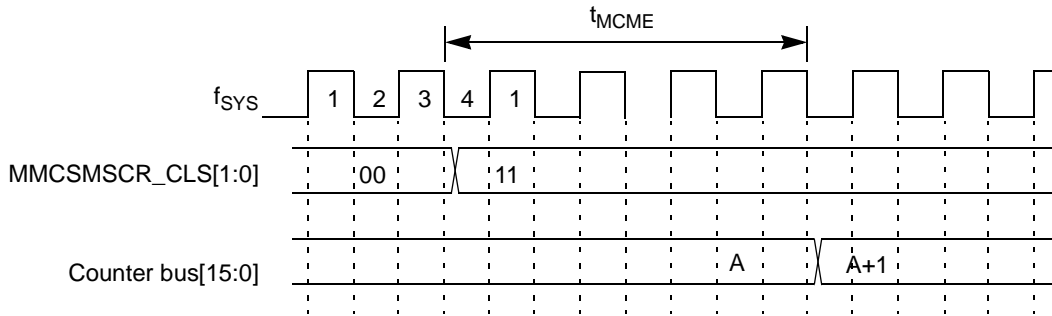 tMCME
fSYS 1 2 3 4 1
MMCSMSCR_CLS[1:0] 00 11
Counter bus[15:0] A A+1